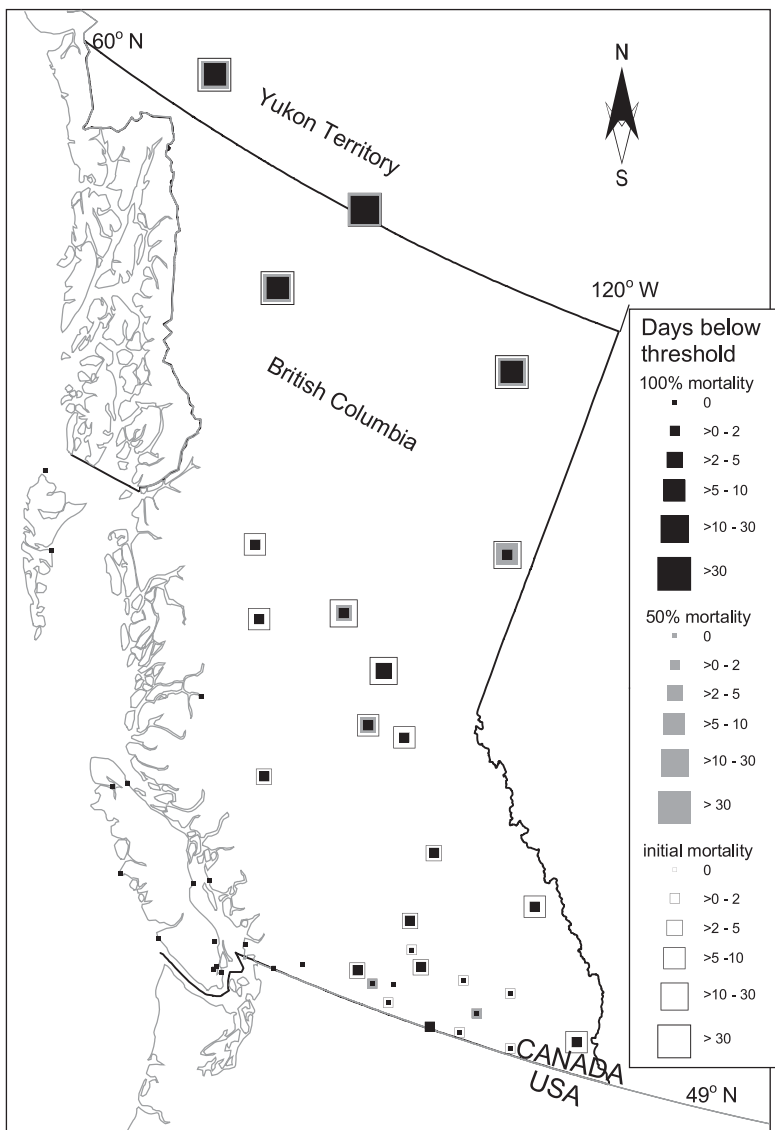 60° N
Yukon Territory
N
S
120° W
British Columbia
Days below
threshold
100% mortality
0
>0 - 2
>2 - 5
>5 - 10
>10 - 30
>30
50% mortality
0
>0 - 2
>2 - 5
>5 - 10
>10 - 30
> 30
initial mortality
0
>0 - 2
>2 - 5
>5 -10
>10 - 30
> 30
CANADA
USA
49° N